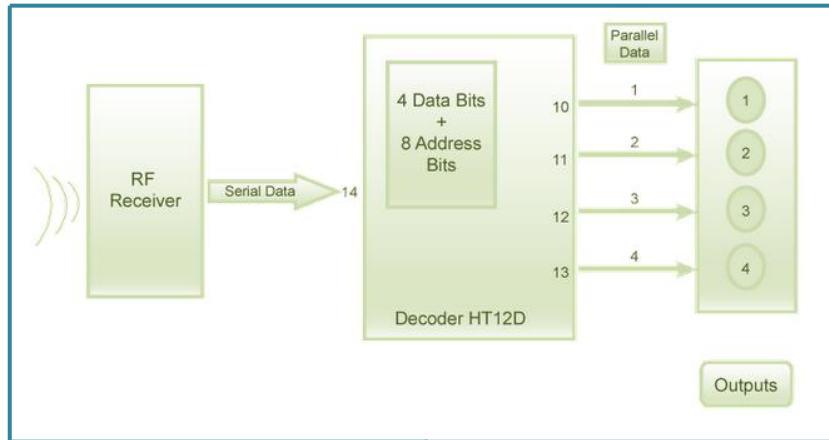 RF
Receiver
Serial Data
14
4 Data Bits
+
8 Address
Bits
10
11
12
13
Decoder HT12D
Parallel
Data
1
2
3
4
1
2
3
4
Outputs